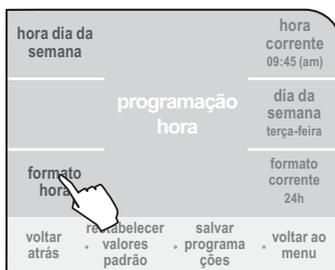 hora dia da
semana
hora
corrente
09:45 (am)
programação
hora
dia da
semana
terça-feira
formato
hora
formato
corrente
24h
voltar
atrás
restabelecer
valores
padrão
salvar
programa
ções
voltar ao
menu